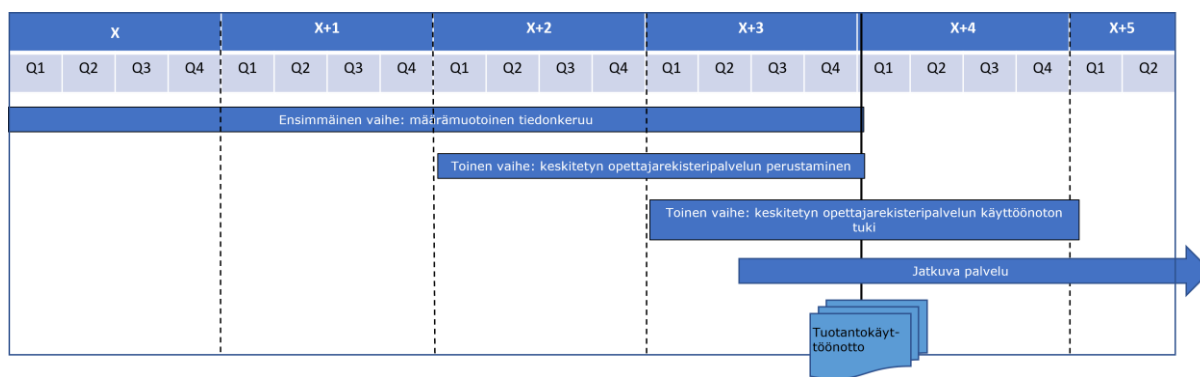 X X+1 X+2 X+3 X+4 X+5
Q1 Q2 Q3 Q4 Q1 Q2 Q3 Q4 Q1 Q2 Q3 Q4 Q1 Q2 Q3 Q4 Q1 Q2 Q3 Q4 Q1 Q2
Ensimmäinen vaihe: määrämuotoinen tiedonkeruu
Toinen vaihe: keskitetyn opettajarekisteripalvelun perustaminen
Toinen vaihe: keskitetyn opettajarekisteripalvelun käyttöönoton
tuki
Jatkuva palvelu
Tuotantokäyt-
töönotto